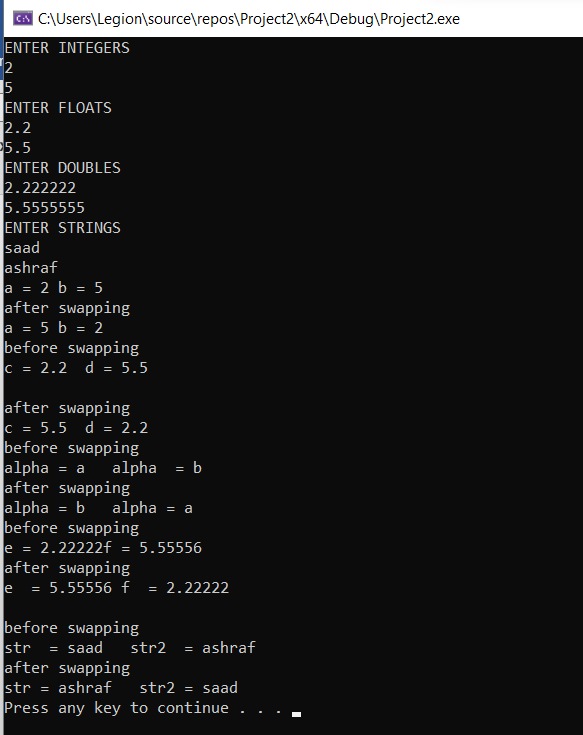 C:\Users\Legion\source\repos\Project2\x64\Debug\Project2.exe
ENTER INTEGERS
2
5
ENTER FLOATS
2.2
5.5
ENTER DOUBLES
2.222222
5.5555555
ENTER STRINGS
saad
ashraf
a = 2 b = 5
after swapping
a = 5 b = 2
before swapping
c = 2.2  d = 5.5

after swapping
c = 5.5  d = 2.2
before swapping
alpha = a   alpha  = b
after swapping
alpha = b   alpha = a
before swapping
e = 2.22222f = 5.55556
after swapping
e  = 5.55556 f  = 2.22222

before swapping
str  = saad   str2  = ashraf
after swapping
str = ashraf   str2 = saad
Press any key to continue . . .